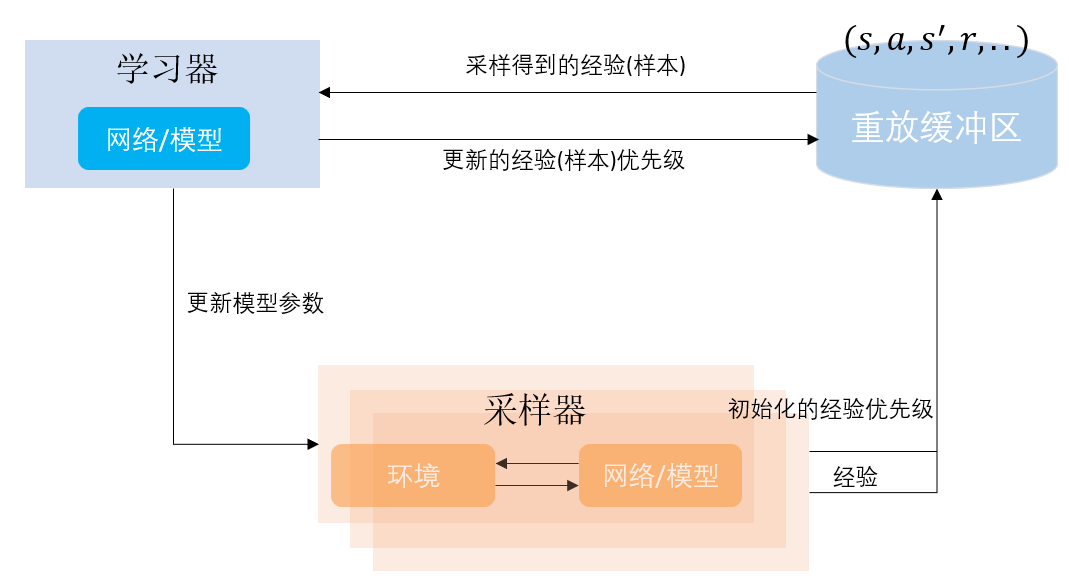 (s, a, s′, r, . . )
学习器
采样得到的经验(样本)
网络/模型
重放缓冲区
更新的经验(样本)优先级
更新模型参数
采样器
初始化的经验优先级
环境
网络/模型
经验